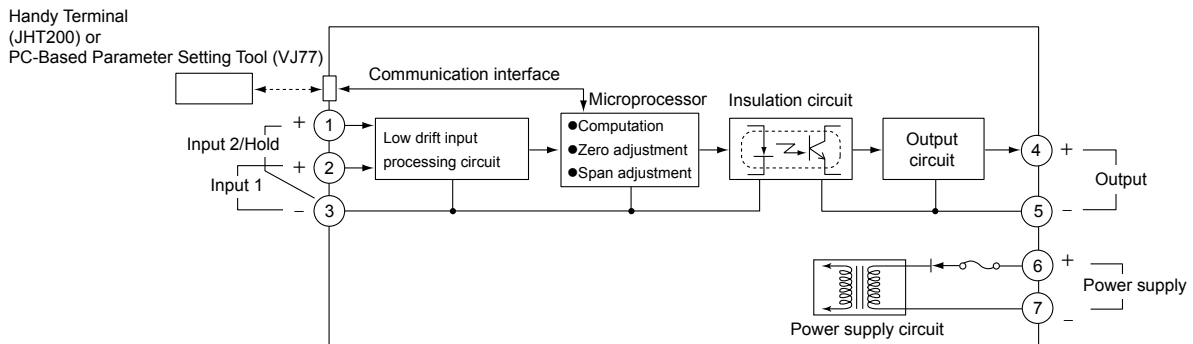 Handy Terminal
(JHT200) or
PC-Based Parameter Setting Tool (VJ77)
Communication interface
Microprocessor
Insulation circuit
Input 2/Hold
+
1
Low drift input
processing circuit
●Computation
●Zero adjustment
●Span adjustment
Output
circuit
4
+
Input 1
+
2
Output
−
3
5
−
6
+
Power supply
7
−
Power supply circuit